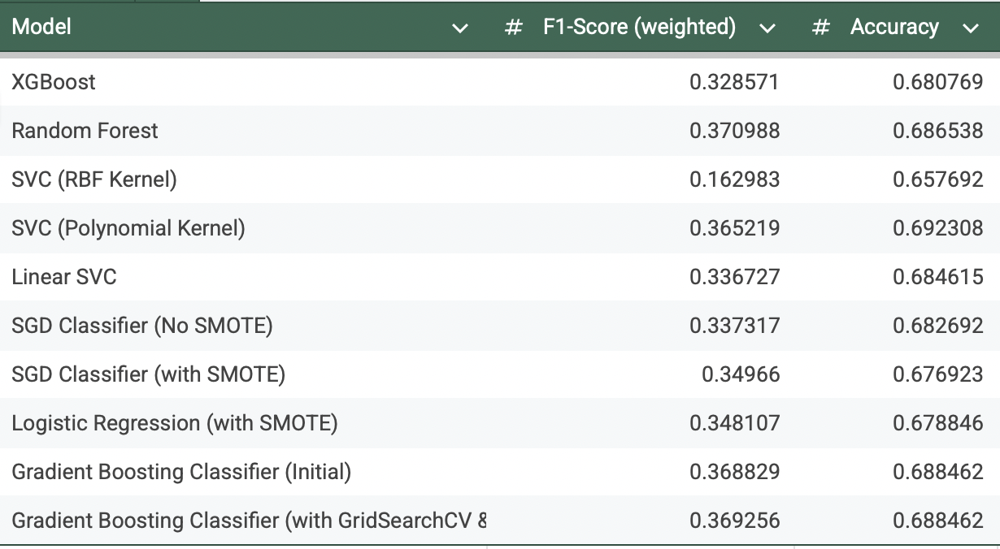 Model # F1-Score (weighted) # Accuracy
XGBoost 0.328571 0.680769
Random Forest 0.370988 0.686538
SVC (RBF Kernel) 0.162983 0.657692
SVC (Polynomial Kernel) 0.365219 0.692308
Linear SVC 0.336727 0.684615
SGD Classifier (No SMOTE) 0.337317 0.682692
SGD Classifier (with SMOTE) 0.34966 0.676923
Logistic Regression (with SMOTE) 0.348107 0.678846
Gradient Boosting Classifier (Initial) 0.368829 0.688462
Gradient Boosting Classifier (with GridSearchCV & 0.369256 0.688462